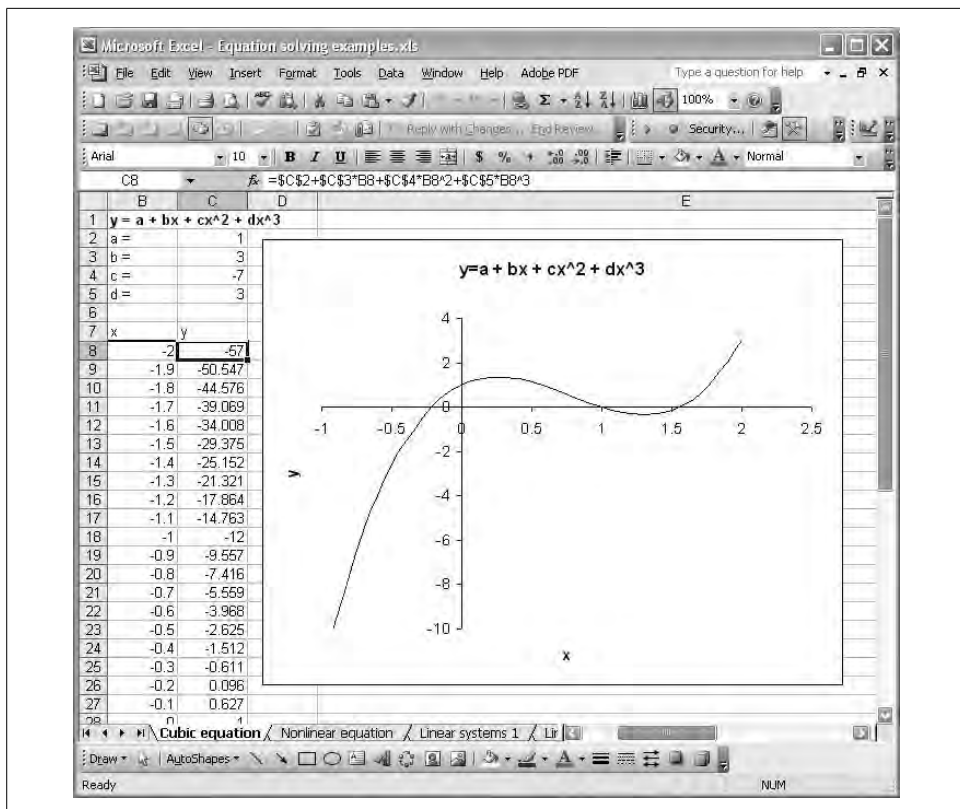 Microsoft Excel - Equation solving examples.xls
File Edit View Insert Format Tools Data Window Help Adobe PDF Type a question for help
Σ 100%
Reply with Changes... End Review... Security...
Arial 10 B I U $ % , Normal
C8 fx =$C$2+$C$3*B8+$C$4*B8^2+$C$5*B8^3
B C D E
1 y = a + bx + cx^2 + dx^3
2 a = 1
3 b = 3
4 c = -7
5 d = 3
6
7 x y
8 -2 -57
9 -1.9 -50.547
10 -1.8 -44.576
11 -1.7 -39.069
12 -1.6 -34.008
13 -1.5 -29.375
14 -1.4 -25.152
15 -1.3 -21.321
16 -1.2 -17.864
17 -1.1 -14.763
18 -1 -12
19 -0.9 -9.557
20 -0.8 -7.416
21 -0.7 -5.559
22 -0.6 -3.968
23 -0.5 -2.625
24 -0.4 -1.512
25 -0.3 -0.611
26 -0.2 0.096
27 -0.1 0.627
28 0 1
y=a + bx + cx^2 + dx^3
4
2
0
-1 -0.5 0 0.5 1 1.5 2 2.5
-2
y
-4
-6
-8
-10
x
Cubic equation Nonlinear equation Linear systems 1 Lir
Draw AutoShapes A
Ready NUM